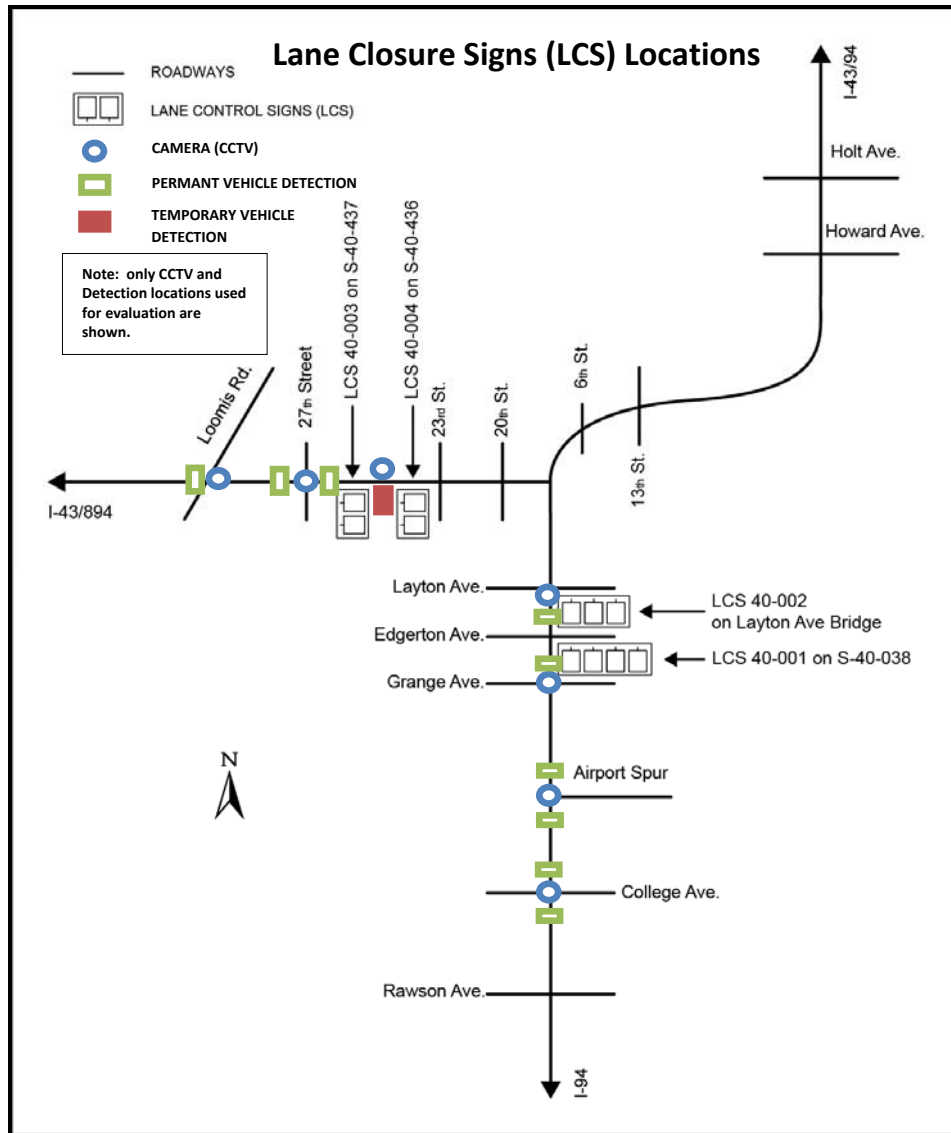 Lane Closure Signs (LCS) Locations
ROADWAYS
LANE CONTROL SIGNS (LCS)
CAMERA (CCTV)
PERMANT VEHICLE DETECTION
TEMPORARY VEHICLE
DETECTION
Note: only CCTV and
Detection locations used
for evaluation are
shown.
I-43/94
Holt Ave.
Howard Ave.
Loomis Rd.
27th Street
LCS 40-003 on S-40-437
LCS 40-004 on S-40-436
23rd St.
20th St.
6th St.
13th St.
I-43/894
Layton Ave.
LCS 40-002
on Layton Ave Bridge
Edgerton Ave.
LCS 40-001 on S-40-038
Grange Ave.
N
Airport Spur
College Ave.
Rawson Ave.
I-94